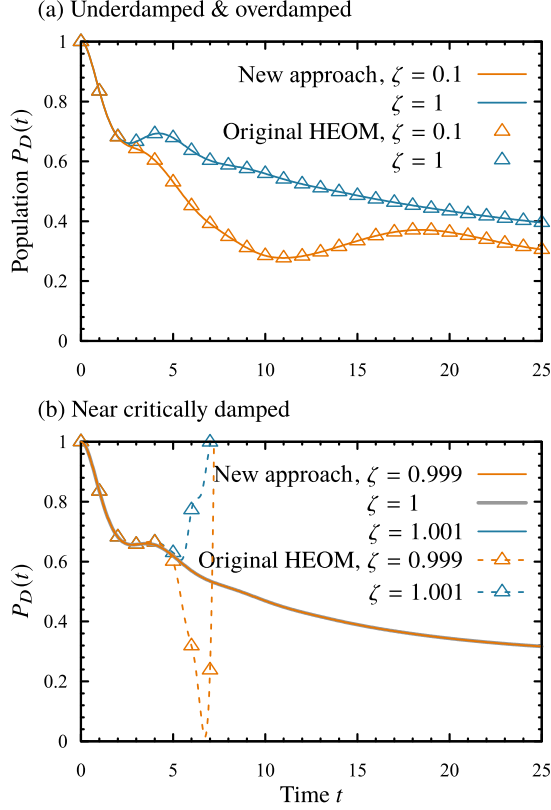 (a) Underdamped & overdamped
Population P_D(t)
1
0.8
0.6
0.4
0.2
0
0 5 10 15 20 25
New approach, ζ = 0.1
ζ = 1
Original HEOM, ζ = 0.1
ζ = 1
(b) Near critically damped
P_D(t)
1
0.8
0.6
0.4
0.2
0
0 5 10 15 20 25
New approach, ζ = 0.999
ζ = 1
ζ = 1.001
Original HEOM, ζ = 0.999
ζ = 1.001
Time t